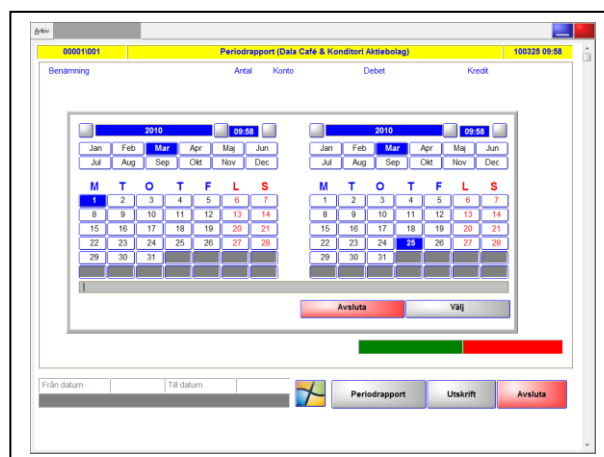 Arkiv
00001\001 Periodrapport (Dala Café & Konditori Aktiebolag) 100325 09:58
Benämning Antal Konto Debet Kredit
2010 09:58 2010 09:58
Jan Feb Mar Apr Maj Jun Jan Feb Mar Apr Maj Jun
Jul Aug Sep Okt Nov Dec Jul Aug Sep Okt Nov Dec
M T O T F L S M T O T F L S
1 2 3 4 5 6 7 1 2 3 4 5 6 7
8 9 10 11 12 13 14 8 9 10 11 12 13 14
15 16 17 18 19 20 21 15 16 17 18 19 20 21
22 23 24 25 26 27 28 22 23 24 25 26 27 28
29 30 31 29 30 31
Avsluta Välj
Från datum Till datum
Periodrapport Utskrift Avsluta